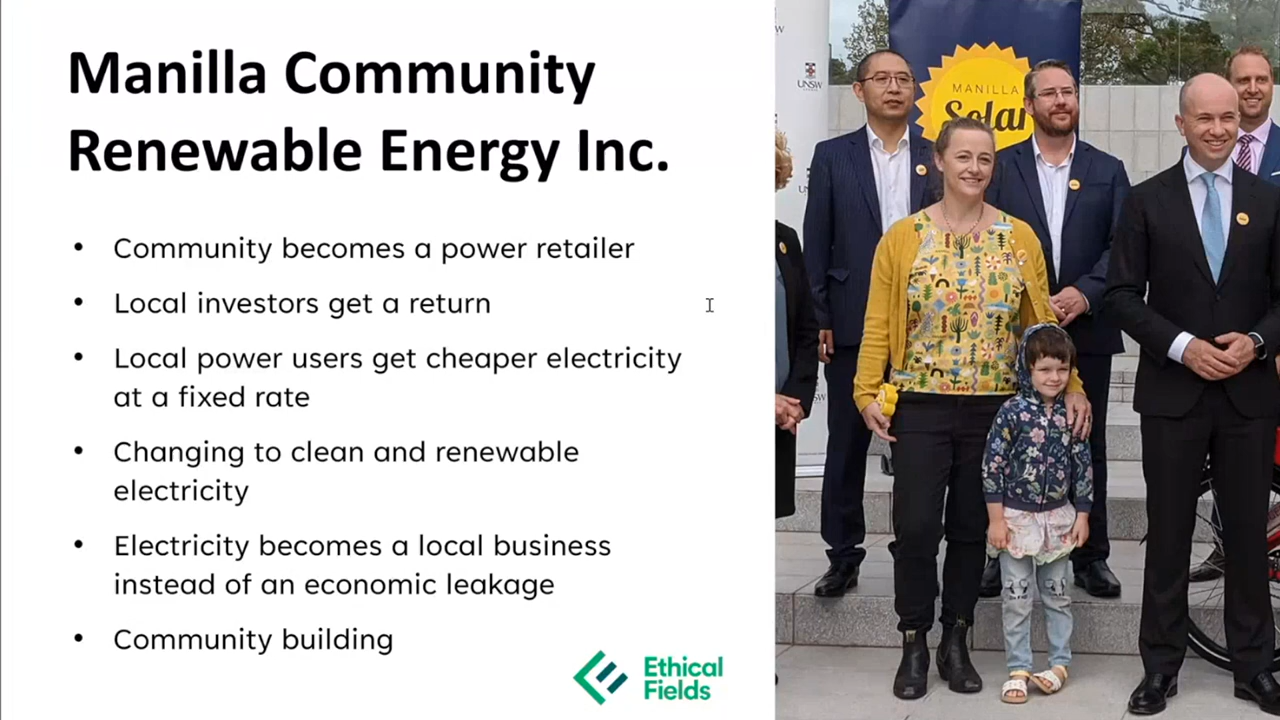 Manilla Community
Renewable Energy Inc.
• Community becomes a power retailer
• Local investors get a return
• Local power users get cheaper electricity
at a fixed rate
• Changing to clean and renewable
electricity
• Electricity becomes a local business
instead of an economic leakage
• Community building
Ethical
Fields
UNSW
MANILLA
Solar